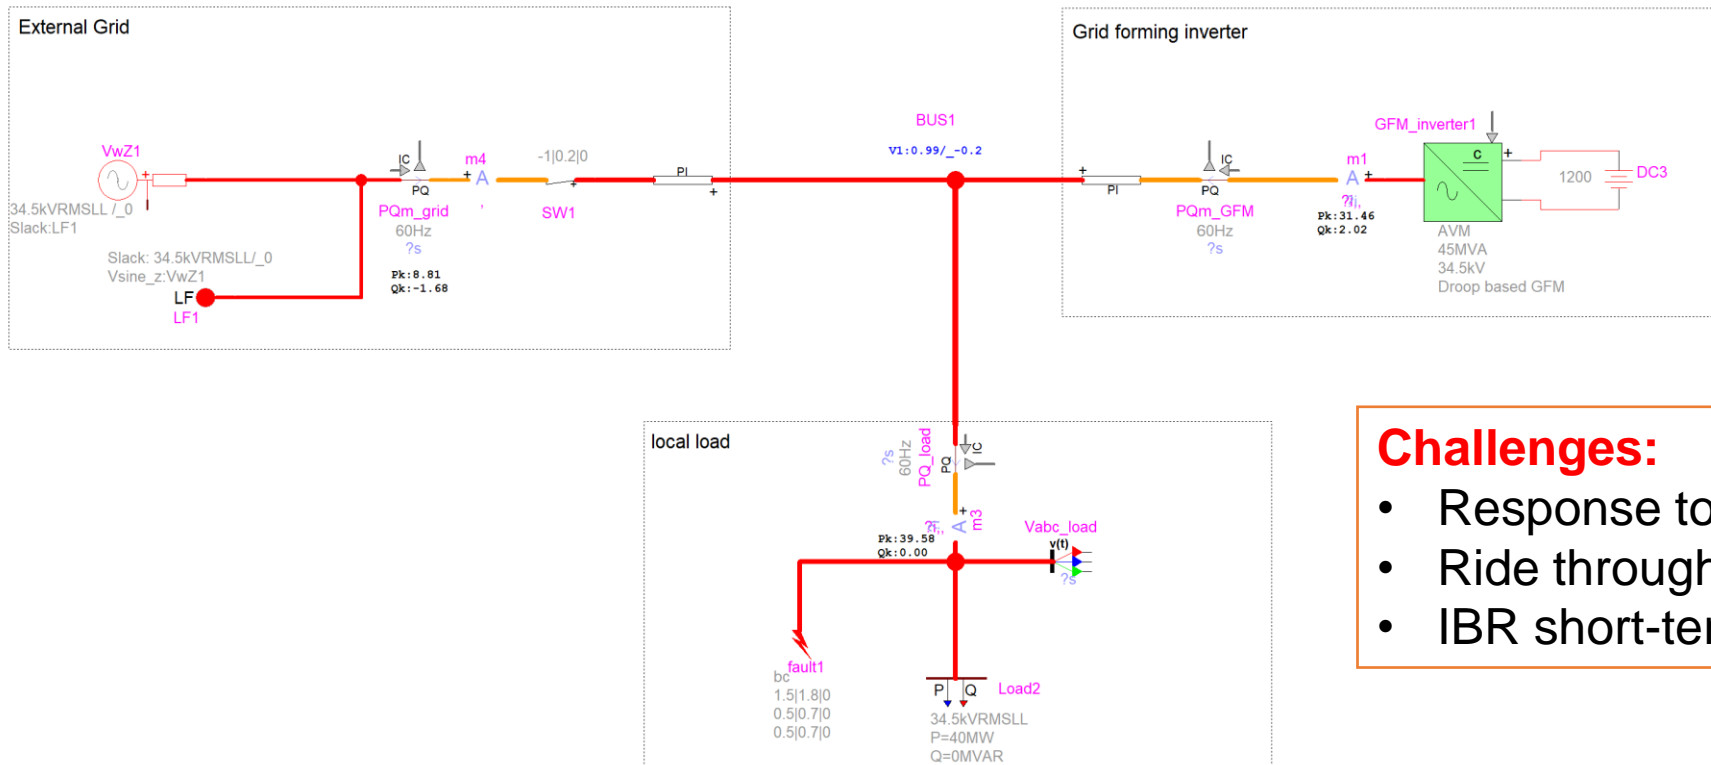 External Grid
VwZ1
+
34.5kVRMSLL /_0
Slack:LF1
Slack: 34.5kVRMSLL/_0
Vsine_z:VwZ1
LF
LF1
IC
PQ
PQm_grid
60Hz
?s
Pk:8.81
Qk:-1.68
m4
+
A
-1|0.2|0
+
SW1
PI
+
BUS1
V1:0.99/_-0.2
Grid forming inverter
+
PI
IC
PQ
PQm_GFM
60Hz
?s
m1
A
+
Pk:31.46
Qk:2.02
GFM_inverter1
C
+
1200
DC3
AVM
45MVA
34.5kV
Droop based GFM
local load
?s
60Hz
PQ_load
PQ
IC
+
A
m3
Pk:39.58
Qk:0.00
Vabc_load
v(t)
?s
fault1
bc
1.5|1.8|0
0.5|0.7|0
0.5|0.7|0
P Q
Load2
34.5kVRMSLL
P=40MW
Q=0MVAR
Challenges:
• Response to
• Ride through
• IBR short-ter